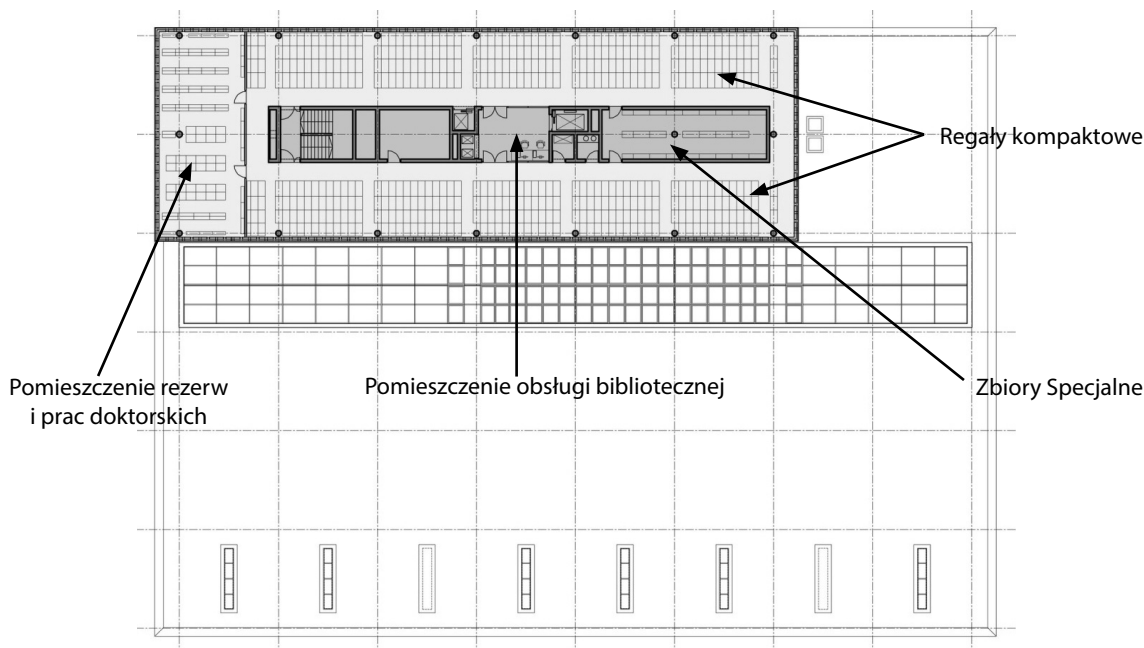 Regały kompaktowe
Pomieszczenie rezerw
i prac doktorskich
Pomieszczenie obsługi bibliotecznej
Zbiory Specjalne